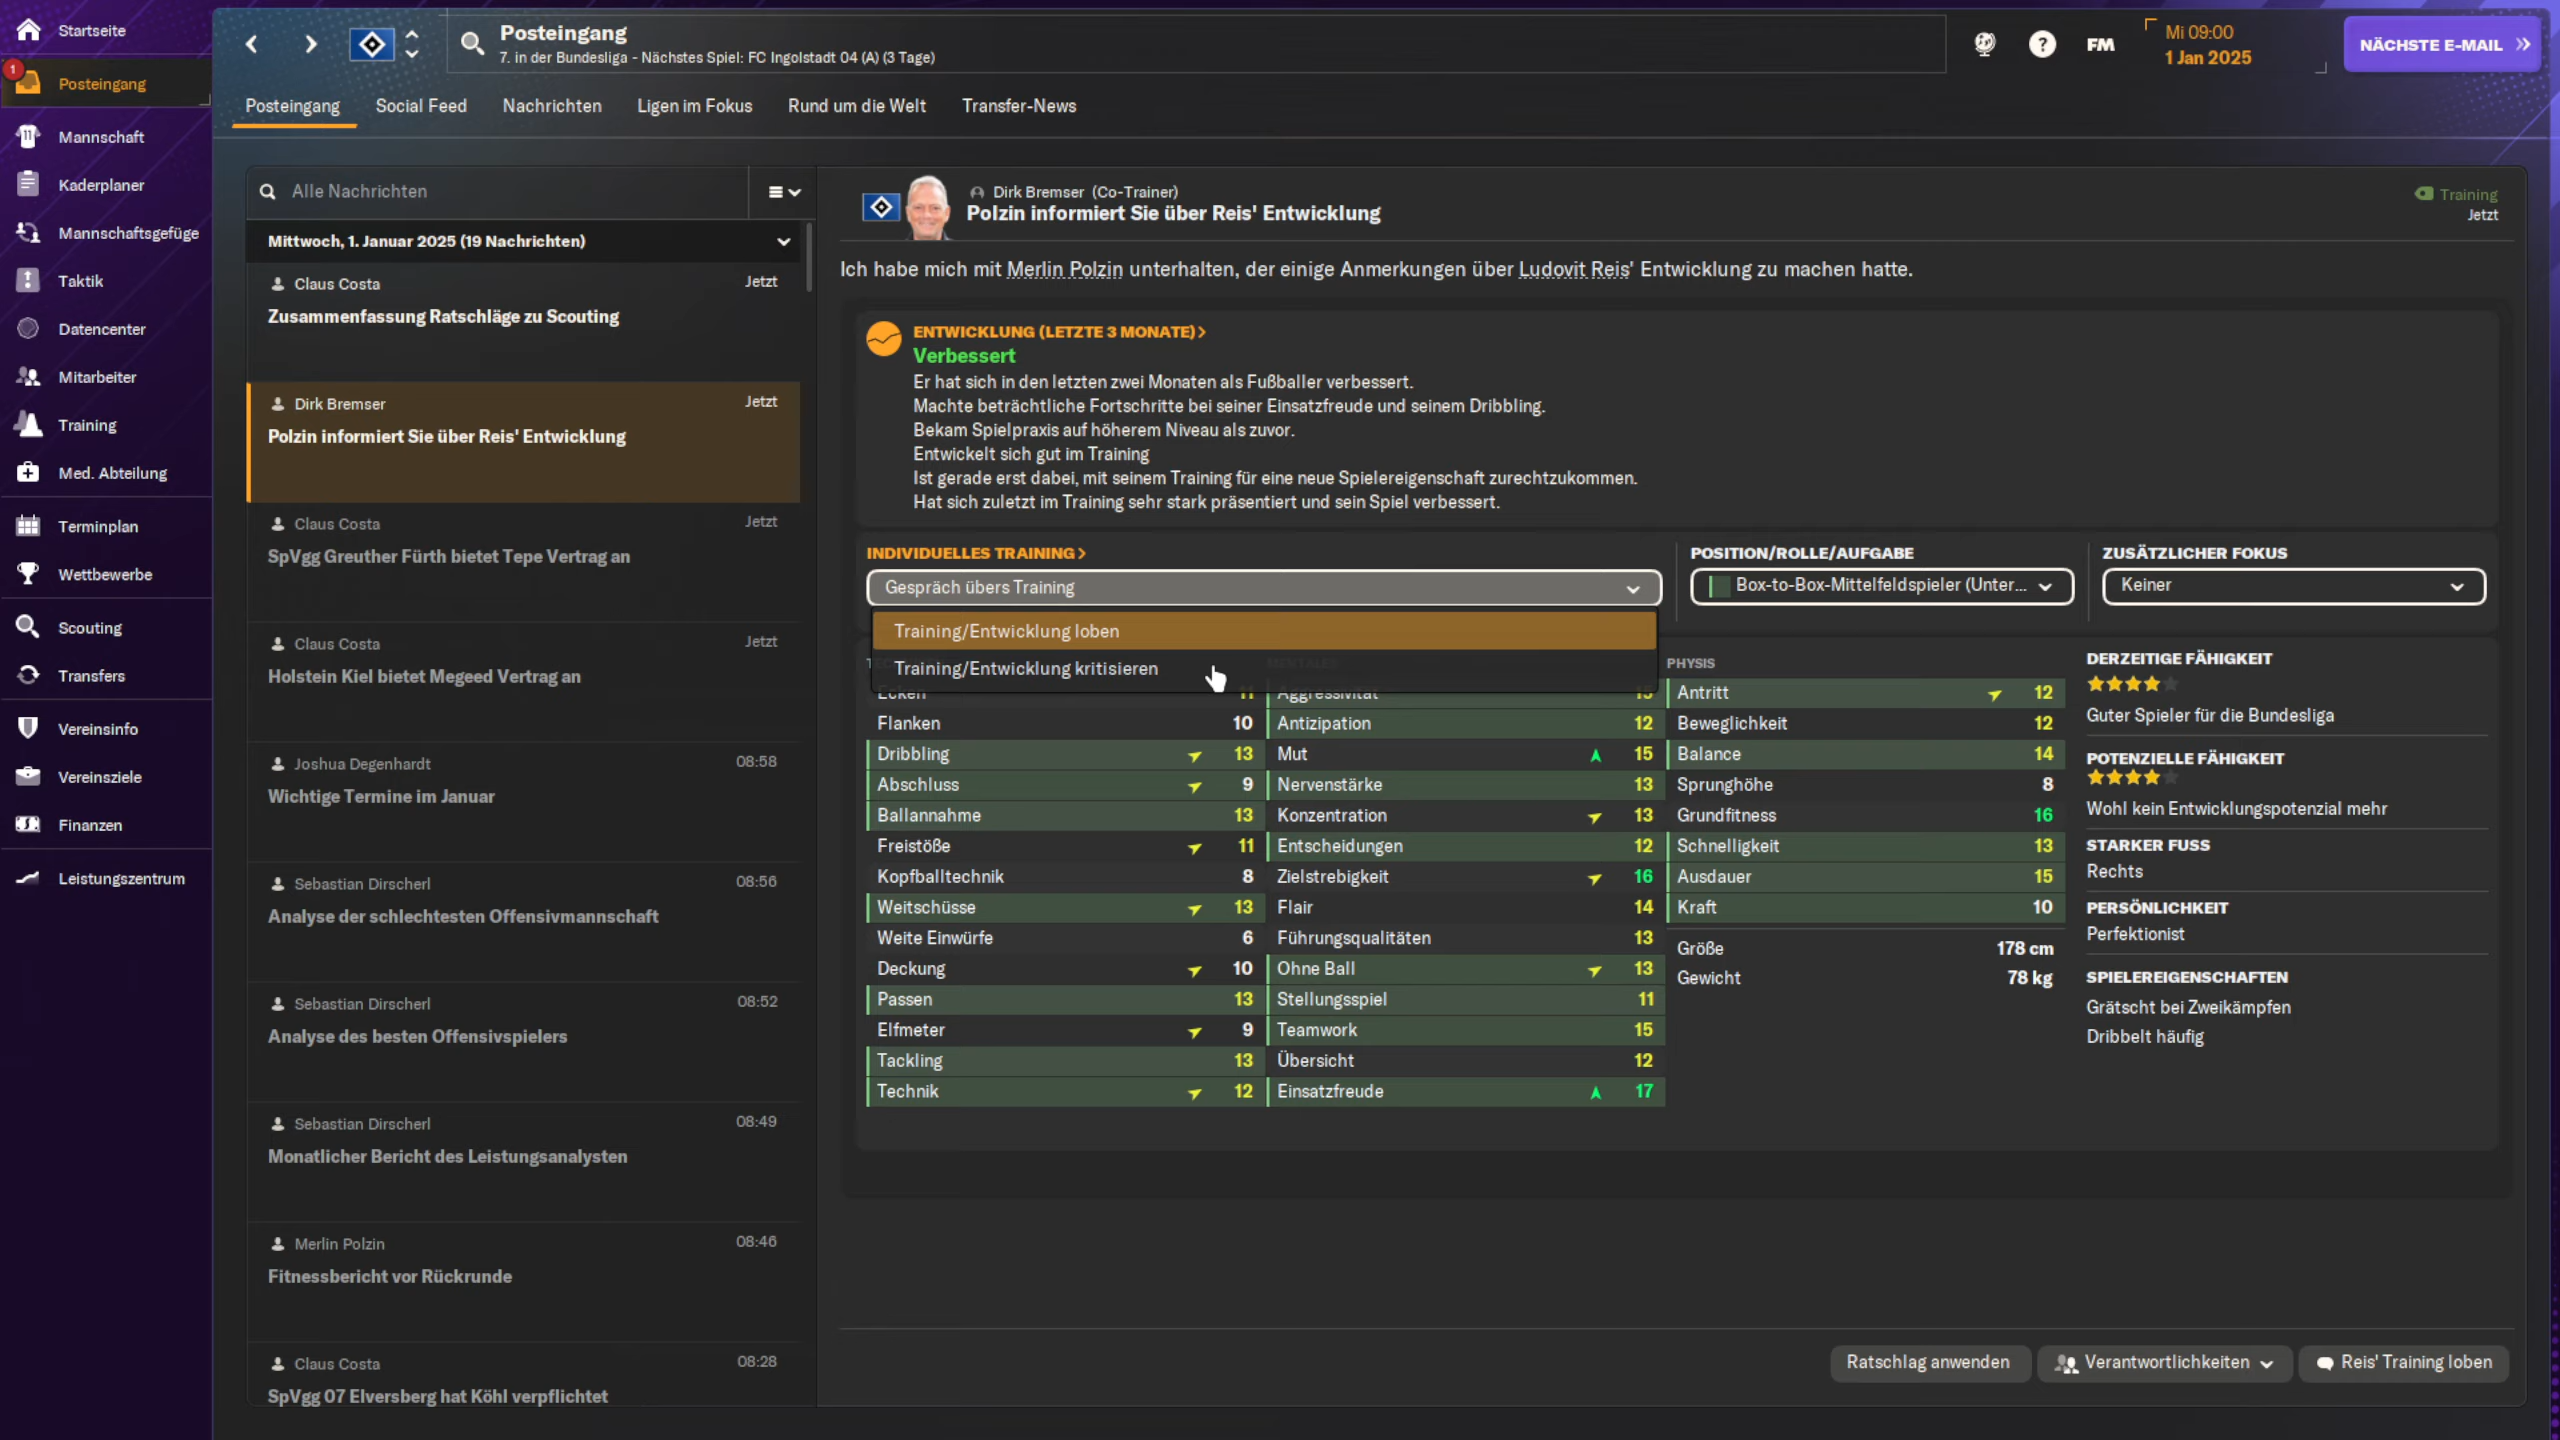 Startseite
1
Posteingang
Mannschaft
Kaderplaner
Mannschaftsgefüge
Taktik
Datencenter
Mitarbeiter
Training
Med. Abteilung
Terminplan
Wettbewerbe
Scouting
Transfers
Vereinsinfo
Vereinsziele
Finanzen
Leistungszentrum
Posteingang
7. in der Bundesliga - Nächstes Spiel: FC Ingolstadt 04 (A) (3 Tage)
?
FM
Mi 09:00
1 Jan 2025
NÄCHSTE E-MAIL
Posteingang
Social Feed
Nachrichten
Ligen im Fokus
Rund um die Welt
Transfer-News
Alle Nachrichten
Mittwoch, 1. Januar 2025 (19 Nachrichten)
Claus Costa
Jetzt
Zusammenfassung Ratschläge zu Scouting
Dirk Bremser
Jetzt
Polzin informiert Sie über Reis' Entwicklung
Claus Costa
Jetzt
SpVgg Greuther Fürth bietet Tepe Vertrag an
Claus Costa
Jetzt
Holstein Kiel bietet Megeed Vertrag an
Joshua Degenhardt
08:58
Wichtige Termine im Januar
Sebastian Dirscherl
08:56
Analyse der schlechtesten Offensivmannschaft
Sebastian Dirscherl
08:52
Analyse des besten Offensivspielers
Sebastian Dirscherl
08:49
Monatlicher Bericht des Leistungsanalysten
Merlin Polzin
08:46
Fitnessbericht vor Rückrunde
Claus Costa
08:28
SpVgg 07 Elversberg hat Köhl verpflichtet
Dirk Bremser (Co-Trainer)
Polzin informiert Sie über Reis' Entwicklung
Training
Jetzt
Ich habe mich mit Merlin Polzin unterhalten, der einige Anmerkungen über Ludovit Reis' Entwicklung zu machen hatte.
ENTWICKLUNG (LETZTE 3 MONATE)
Verbessert
Er hat sich in den letzten zwei Monaten als Fußballer verbessert.
Machte beträchtliche Fortschritte bei seiner Einsatzfreude und seinem Dribbling.
Bekam Spielpraxis auf höherem Niveau als zuvor.
Entwickelt sich gut im Training
Ist gerade erst dabei, mit seinem Training für eine neue Spielereigenschaft zurechtzukommen.
Hat sich zuletzt im Training sehr stark präsentiert und sein Spiel verbessert.
INDIVIDUELLES TRAINING
Gespräch übers Training
Training/Entwicklung loben
Training/Entwicklung kritisieren
POSITION/ROLLE/AUFGABE
Box-to-Box-Mittelfeldspieler (Unter...
ZUSÄTZLICHER FOKUS
Keiner
Ecken 11
Flanken 10
Dribbling 13
Abschluss 9
Ballannahme 13
Freistöße 11
Kopfballtechnik 8
Weitschüsse 13
Weite Einwürfe 6
Deckung 10
Passen 13
Elfmeter 9
Tackling 13
Technik 12
Aggressivität
Antizipation 12
Mut 15
Nervenstärke 13
Konzentration 13
Entscheidungen 12
Zielstrebigkeit 16
Flair 14
Führungsqualitäten 13
Ohne Ball 13
Stellungsspiel 11
Teamwork 15
Übersicht 12
Einsatzfreude 17
PHYSIS
Antritt 12
Beweglichkeit 12
Balance 14
Sprunghöhe 8
Grundfitness 16
Schnelligkeit 13
Ausdauer 15
Kraft 10
Größe 178 cm
Gewicht 78 kg
DERZEITIGE FÄHIGKEIT
Guter Spieler für die Bundesliga
POTENZIELLE FÄHIGKEIT
Wohl kein Entwicklungspotenzial mehr
STARKER FUSS
Rechts
PERSÖNLICHKEIT
Perfektionist
SPIELEREIGENSCHAFTEN
Grätscht bei Zweikämpfen
Dribbelt häufig
Ratschlag anwenden
Verantwortlichkeiten
Reis' Training loben